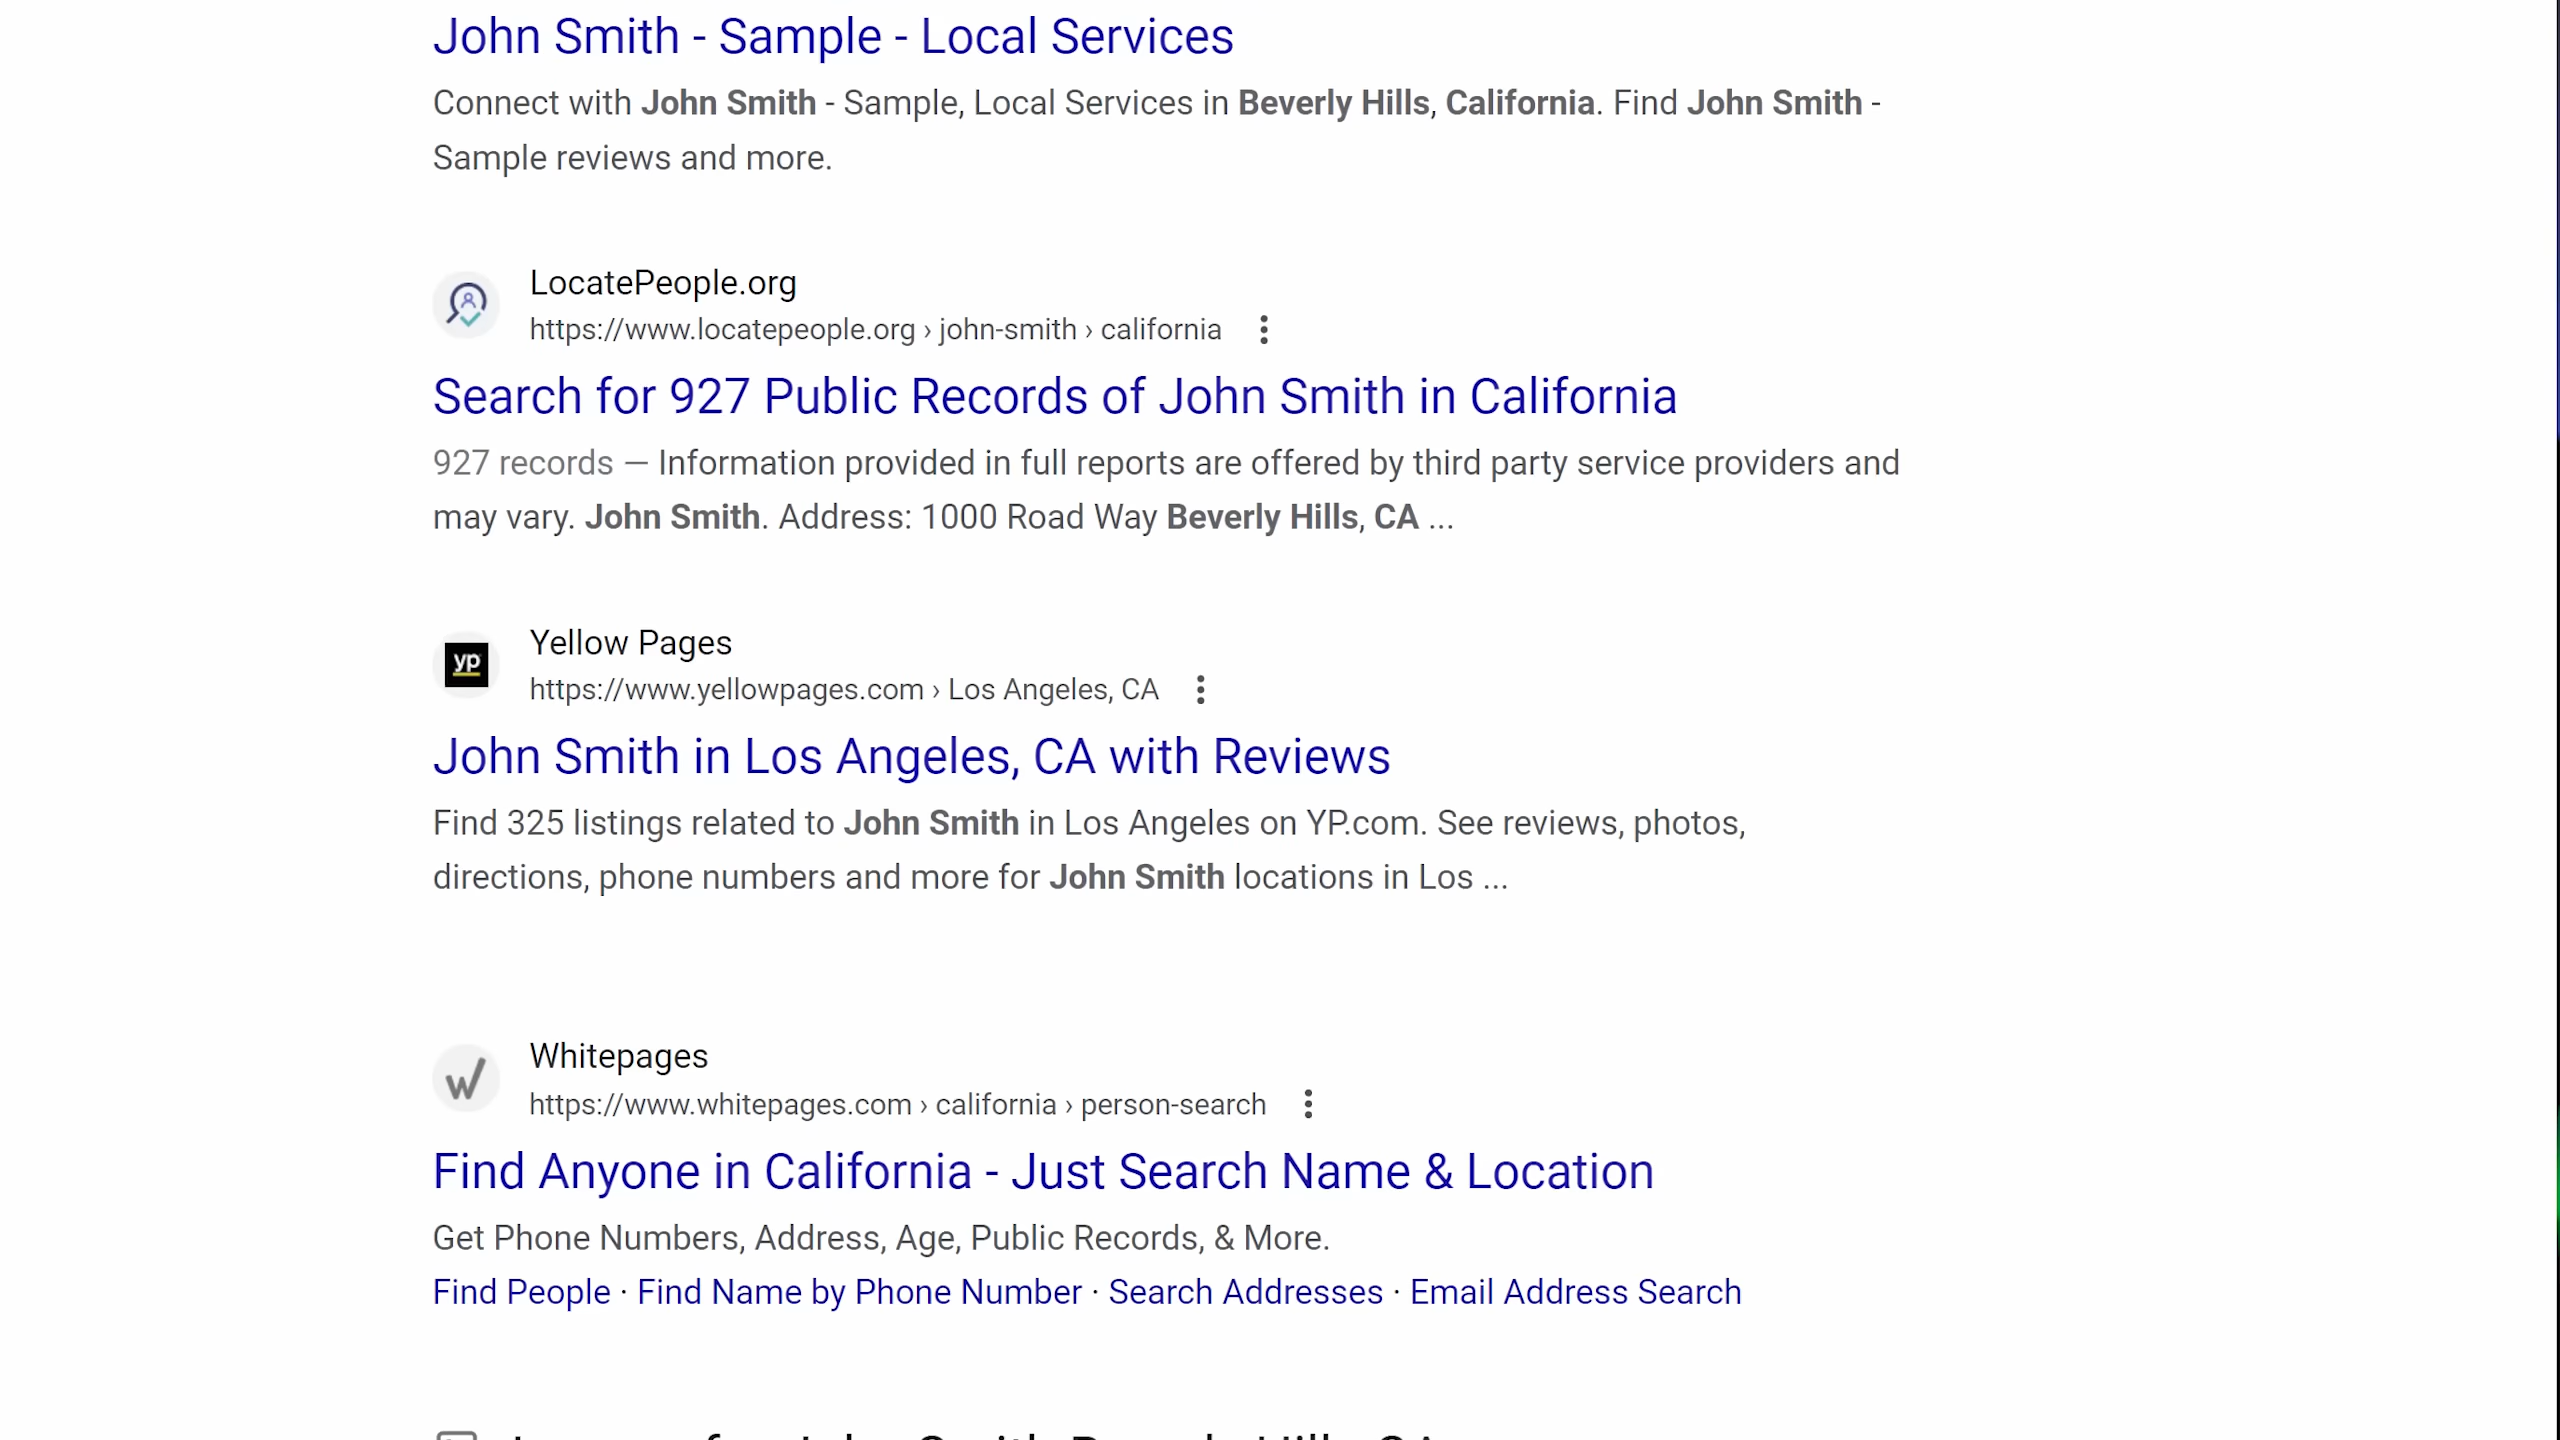 John Smith - Sample - Local Services
Connect with John Smith - Sample, Local Services in Beverly Hills, California. Find John Smith -
Sample reviews and more.
LocatePeople.org
https://www.locatepeople.org › john-smith › california
Search for 927 Public Records of John Smith in California
927 records — Information provided in full reports are offered by third party service providers and
may vary. John Smith. Address: 1000 Road Way Beverly Hills, CA ...
yp
Yellow Pages
https://www.yellowpages.com › Los Angeles, CA
John Smith in Los Angeles, CA with Reviews
Find 325 listings related to John Smith in Los Angeles on YP.com. See reviews, photos,
directions, phone numbers and more for John Smith locations in Los ...
W
Whitepages
https://www.whitepages.com › california › person-search
Find Anyone in California - Just Search Name & Location
Get Phone Numbers, Address, Age, Public Records, & More.
Find People · Find Name by Phone Number · Search Addresses · Email Address Search